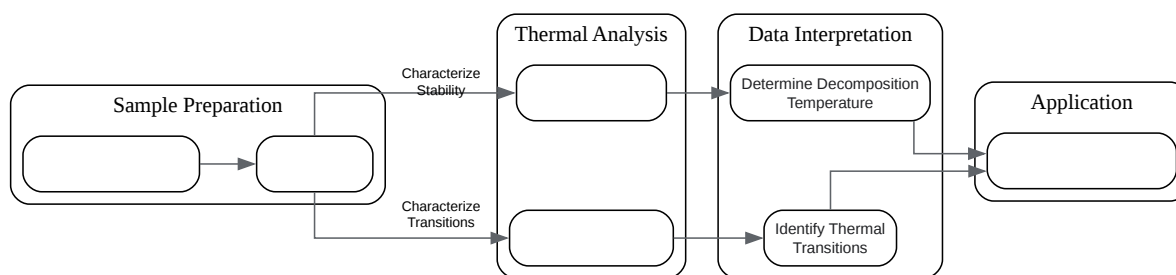 Sample Preparation
Characterize
Stability
Characterize
Transitions
Thermal Analysis
Data Interpretation
Determine Decomposition
Temperature
Identify Thermal
Transitions
Application